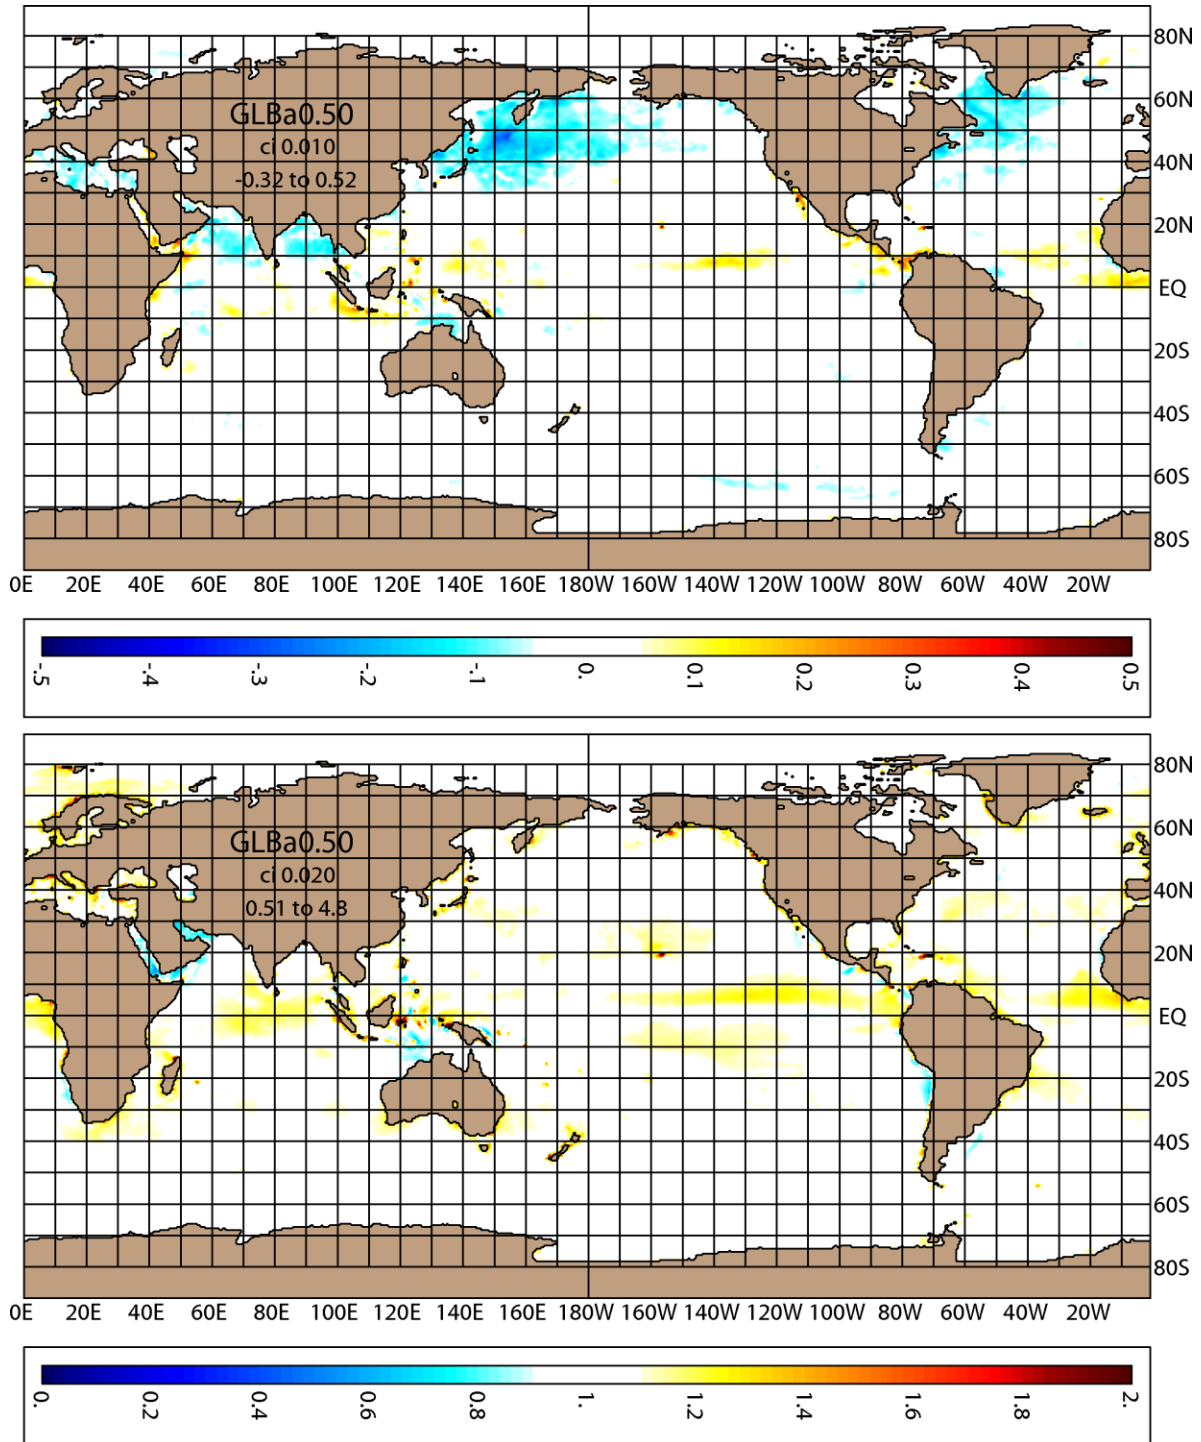 80N
60N
GLBa0.50
ci 0.010
40N
-0.32 to 0.52
20N
EQ
20S
40S
60S
80S
0E 20E 40E 60E 80E 100E 120E 140E 160E 180W 160W 140W 120W 100W 80W 60W 40W 20W
-.5 -.4 -.3 -.2 -.1 0. 0.1 0.2 0.3 0.4 0.5
80N
60N
GLBa0.50
ci 0.020
40N
0.51 to 4.8
20N
EQ
20S
40S
60S
80S
0E 20E 40E 60E 80E 100E 120E 140E 160E 180W 160W 140W 120W 100W 80W 60W 40W 20W
0. 0.2 0.4 0.6 0.8 1. 1.2 1.4 1.6 1.8 2.